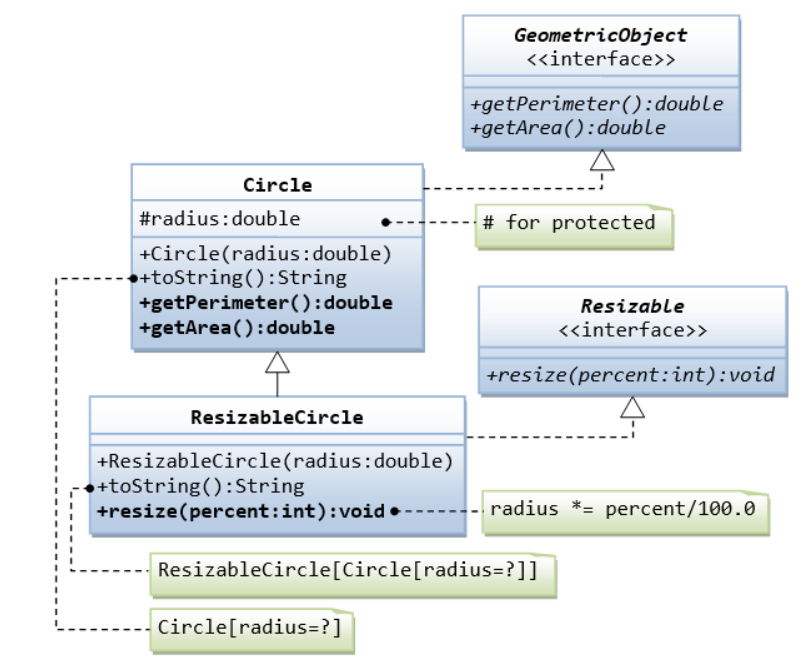 GeometricObject
<<interface>>
+getPerimeter():double
+getArea():double
Circle
#radius:double
# for protected
+Circle(radius:double)
+toString():String
+getPerimeter():double
+getArea():double
Resizable
<<interface>>
+resize(percent:int):void
ResizableCircle
+ResizableCircle(radius:double)
+toString():String
+resize(percent:int):void
radius *= percent/100.0
ResizableCircle[Circle[radius=?]]
Circle[radius=?]